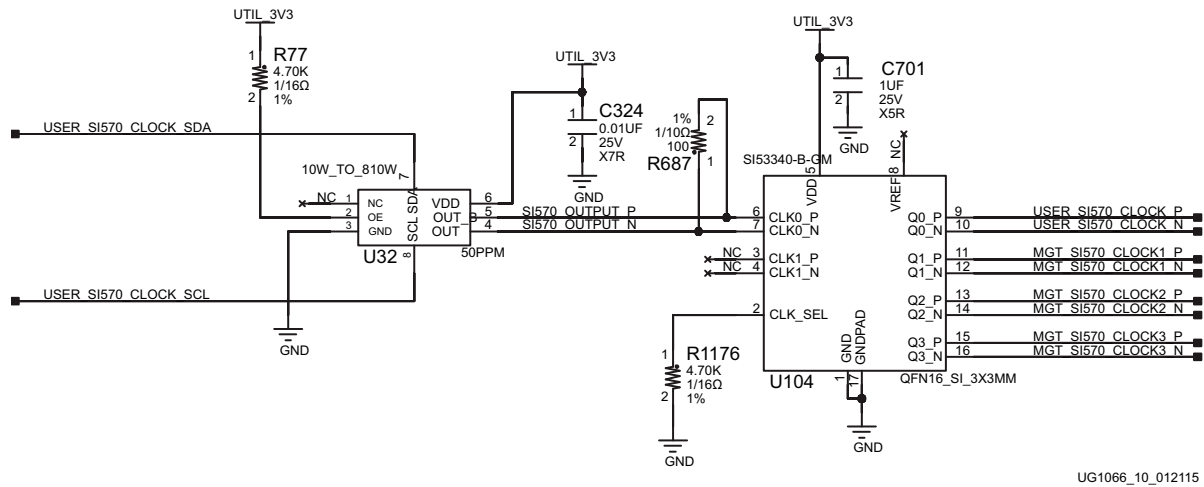 UTIL_3V3
1
R77
4.70K
1/16Ω
1%
2
USER_SI570_CLOCK_SDA
USER_SI570_CLOCK_SCL
10W_TO_810W
7
NC
1
2
3
NC
OE
GND
SCL
SDA
VDD
OUT_B
OUT
6
5
4
8
U32
50PPM
GND
UTIL_3V3
1
2
C324
0.01UF
25V
X7R
GND
SI570_OUTPUT_P
SI570_OUTPUT_N
1%
1/10Ω
100
R687
2
1
UTIL_3V3
1
2
C701
1UF
25V
X5R
GND
SI53340-B-GM
5
VDD
8
NC
VREF
6 CLK0_P
7 CLK0_N
NC 3 CLK1_P
NC 4 CLK1_N
2 CLK_SEL
1
R1176
4.70K
1/16Ω
1%
2
GND
GND
GNDPAD
1
17
U104
QFN16_SI_3X3MM
GND
Q0_P 9 USER_SI570_CLOCK_P
Q0_N 10 USER_SI570_CLOCK_N
Q1_P 11 MGT_SI570_CLOCK1_P
Q1_N 12 MGT_SI570_CLOCK1_N
Q2_P 13 MGT_SI570_CLOCK2_P
Q2_N 14 MGT_SI570_CLOCK2_N
Q3_P 15 MGT_SI570_CLOCK3_P
Q3_N 16 MGT_SI570_CLOCK3_N
UG1066_10_012115